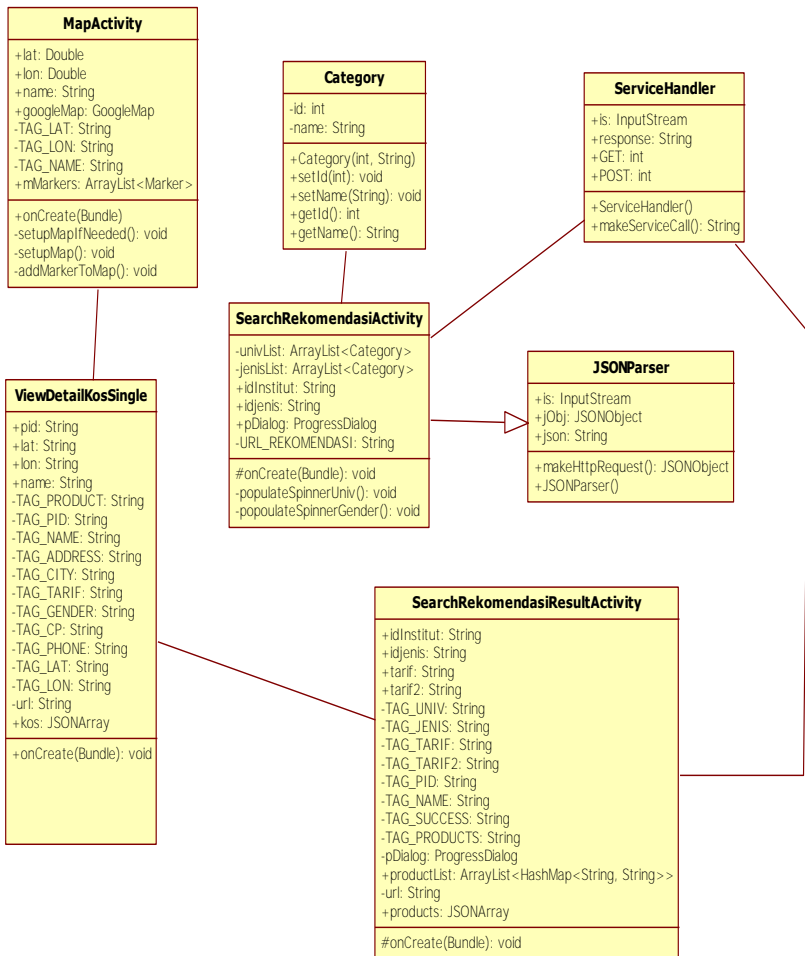 MapActivity
+lat: Double
+lon: Double
+name: String
+googleMap: GoogleMap
-TAG_LAT: String
-TAG_LON: String
-TAG_NAME: String
+mMarkers: ArrayList<Marker>
+onCreate(Bundle)
-setupMapIfNeeded(): void
-setupMap(): void
-addMarkerToMap(): void
Category
-id: int
-name: String
+Category(int, String)
+setId(int): void
+setName(String): void
+getId(): int
+getName(): String
ServiceHandler
+is: InputStream
+response: String
+GET: int
+POST: int
+ServiceHandler()
+makeServiceCall(): String
SearchRekomendasiActivity
-univList: ArrayList<Category>
-jenisList: ArrayList<Category>
+idInstitut: String
+idjenis: String
+pDialog: ProgressDialog
-URL_REKOMENDASI: String
#onCreate(Bundle): void
-populateSpinnerUniv(): void
-popoulateSpinnerGender(): void
JSONParser
+is: InputStream
+jObj: JSONObject
+json: String
+makeHttpRequest(): JSONObject
+JSONParser()
ViewDetailKosSingle
+pid: String
+lat: String
+lon: String
+name: String
-TAG_PRODUCT: String
-TAG_PID: String
-TAG_NAME: String
-TAG_ADDRESS: String
-TAG_CITY: String
-TAG_TARIF: String
-TAG_GENDER: String
-TAG_CP: String
-TAG_PHONE: String
-TAG_LAT: String
-TAG_LON: String
-url: String
+kos: JSONArray
+onCreate(Bundle): void
SearchRekomendasiResultActivity
+idInstitut: String
+idjenis: String
+tarif: String
+tarif2: String
-TAG_UNIV: String
-TAG_JENIS: String
-TAG_TARIF: String
-TAG_TARIF2: String
-TAG_PID: String
-TAG_NAME: String
-TAG_SUCCESS: String
-TAG_PRODUCTS: String
-pDialog: ProgressDialog
+productList: ArrayList<HashMap<String, String>>
-url: String
+products: JSONArray
#onCreate(Bundle): void